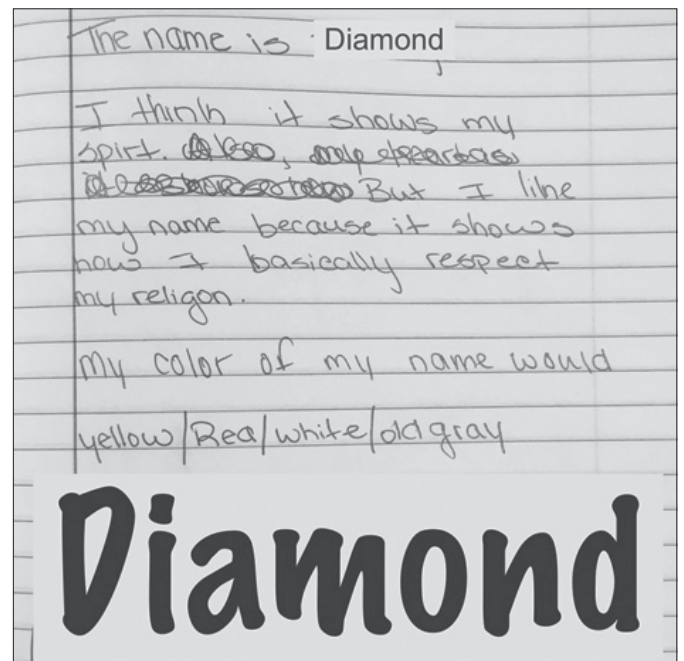 The name is Diamond
I think it shows my
spirt.
But I like
my name because it shows
how I basically respect
my religon.
My color of my name would
yellow/Red/white/old gray
Diamond